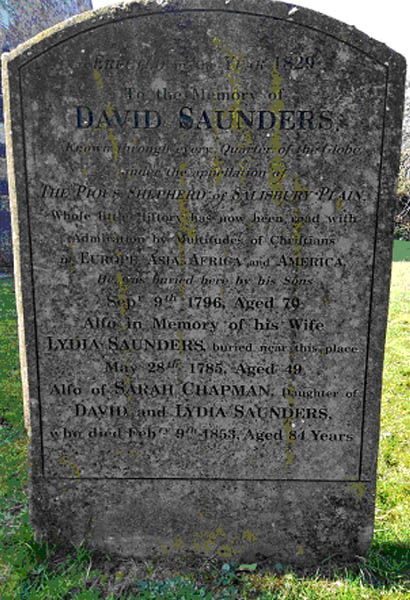 ERECTED in the YEAR 1829
To the Memory of
DAVID SAUNDERS,
Known through every Quarter of the Globe
under the appellation of
THE PIOUS SHEPHERD of SALISBURY PLAIN.
Whoſe little Hiſtory has now been read with
Admiration by Multitudes of Chriſtians
in EUROPE, ASIA, AFRICA and AMERICA,
He was buried here by his Sons
Sepr 9th 1796, Aged 79
Alſo in Memory of his Wife
LYDIA SAUNDERS, buried near this place
May 28th 1785, Aged 49
Alſo of SARAH CHAPMAN, Daughter of
DAVID and LYDIA SAUNDERS,
who died Febry 9th 1853, Aged 84 Years